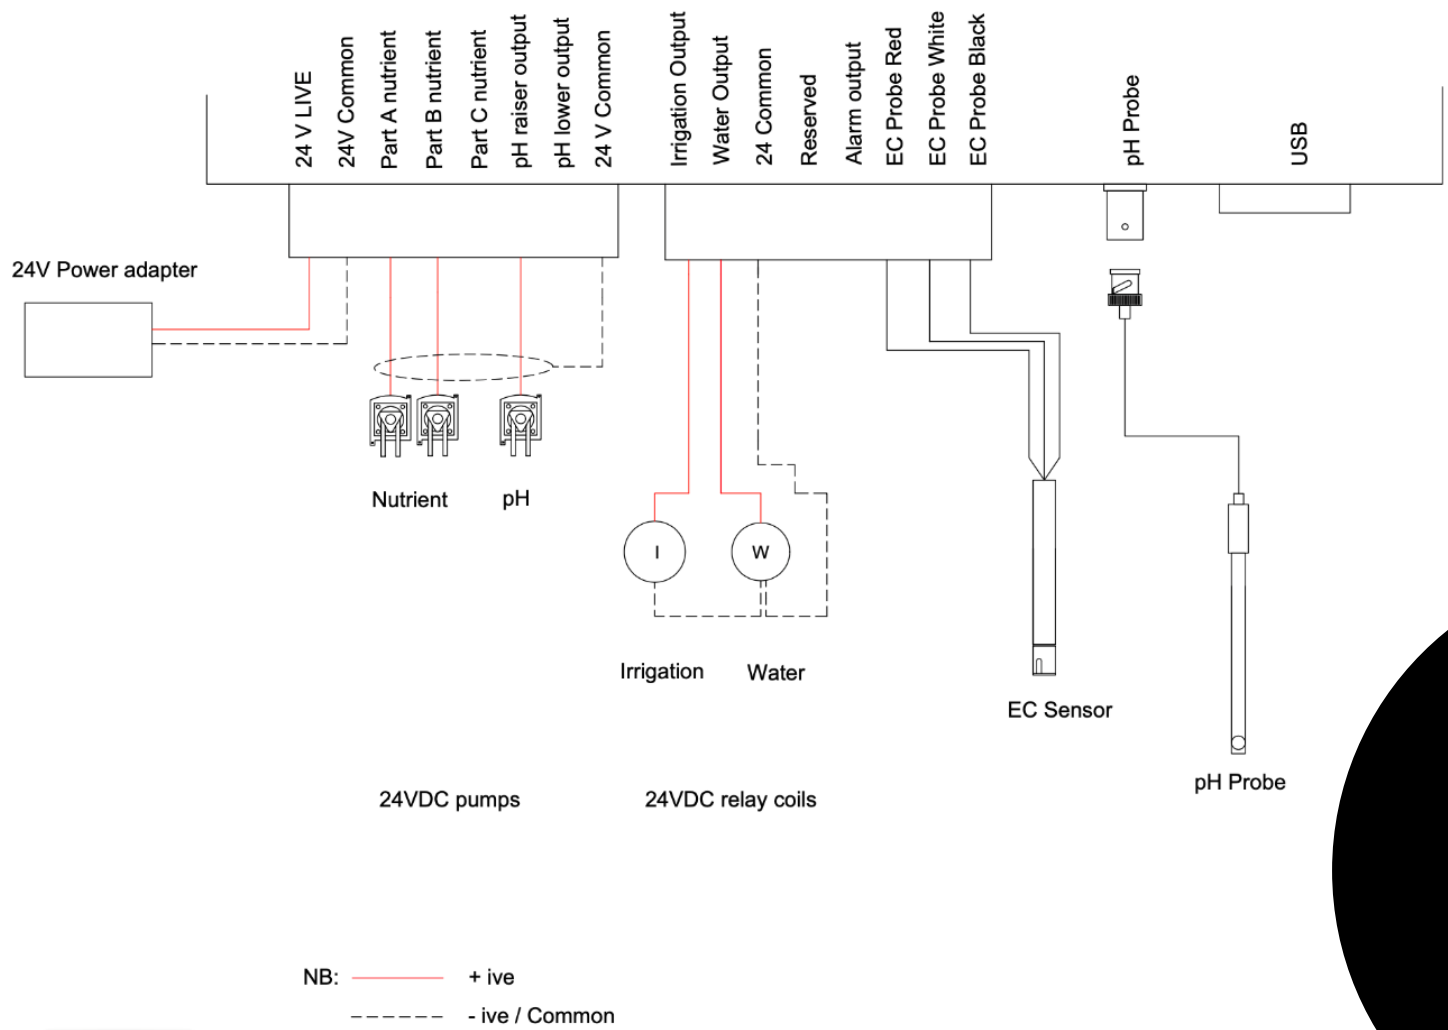 24 V LIVE
24V Common
Part A nutrient
Part B nutrient
Part C nutrient
pH raiser output
pH lower output
24 V Common
Irrigation Output
Water Output
24 Common
Reserved
Alarm output
EC Probe Red
EC Probe White
EC Probe Black
pH Probe
USB
24V Power adapter
Nutrient
pH
I
W
Irrigation
Water
EC Sensor
pH Probe
24VDC pumps
24VDC relay coils
NB:
+ ive
- ive / Common